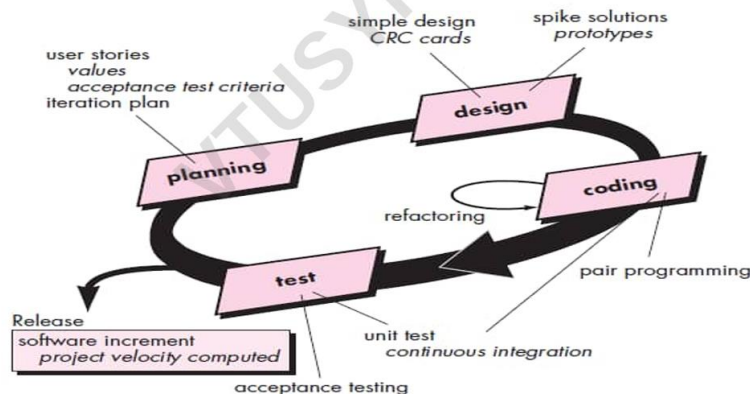 simple design
CRC cards
spike solutions
prototypes
user stories
values
acceptance test criteria
iteration plan
design
planning
coding
refactoring
pair programming
test
Release
software increment
project velocity computed
unit test
continuous integration
acceptance testing